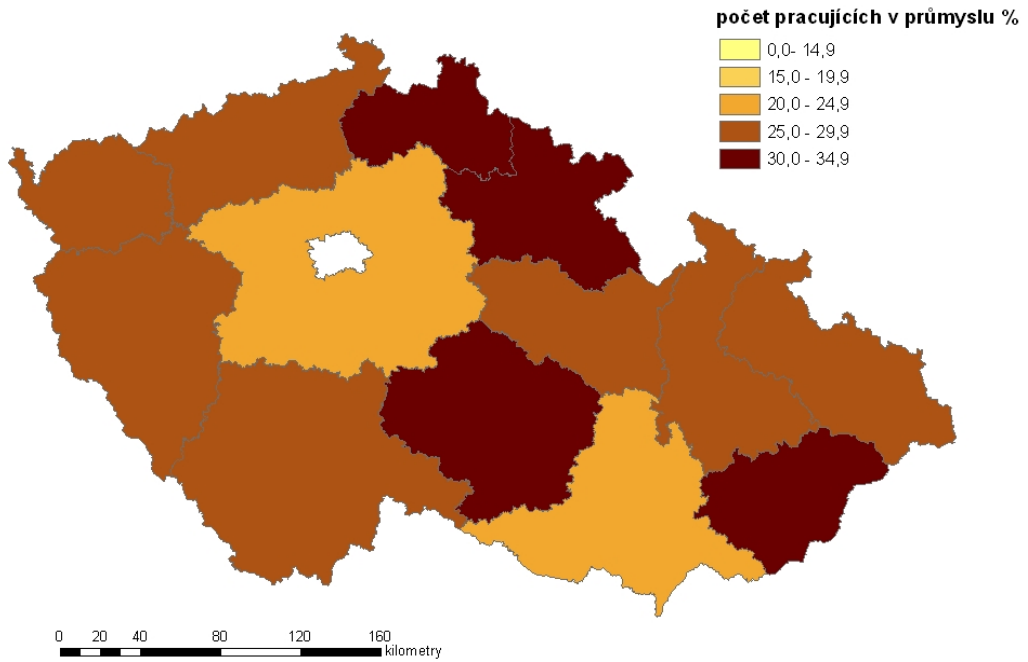 počet pracujících v průmyslu %
0,0- 14,9
15,0 - 19,9
20,0 - 24,9
25,0 - 29,9
30,0 - 34,9
0 20 40 80 120 160
kilometry